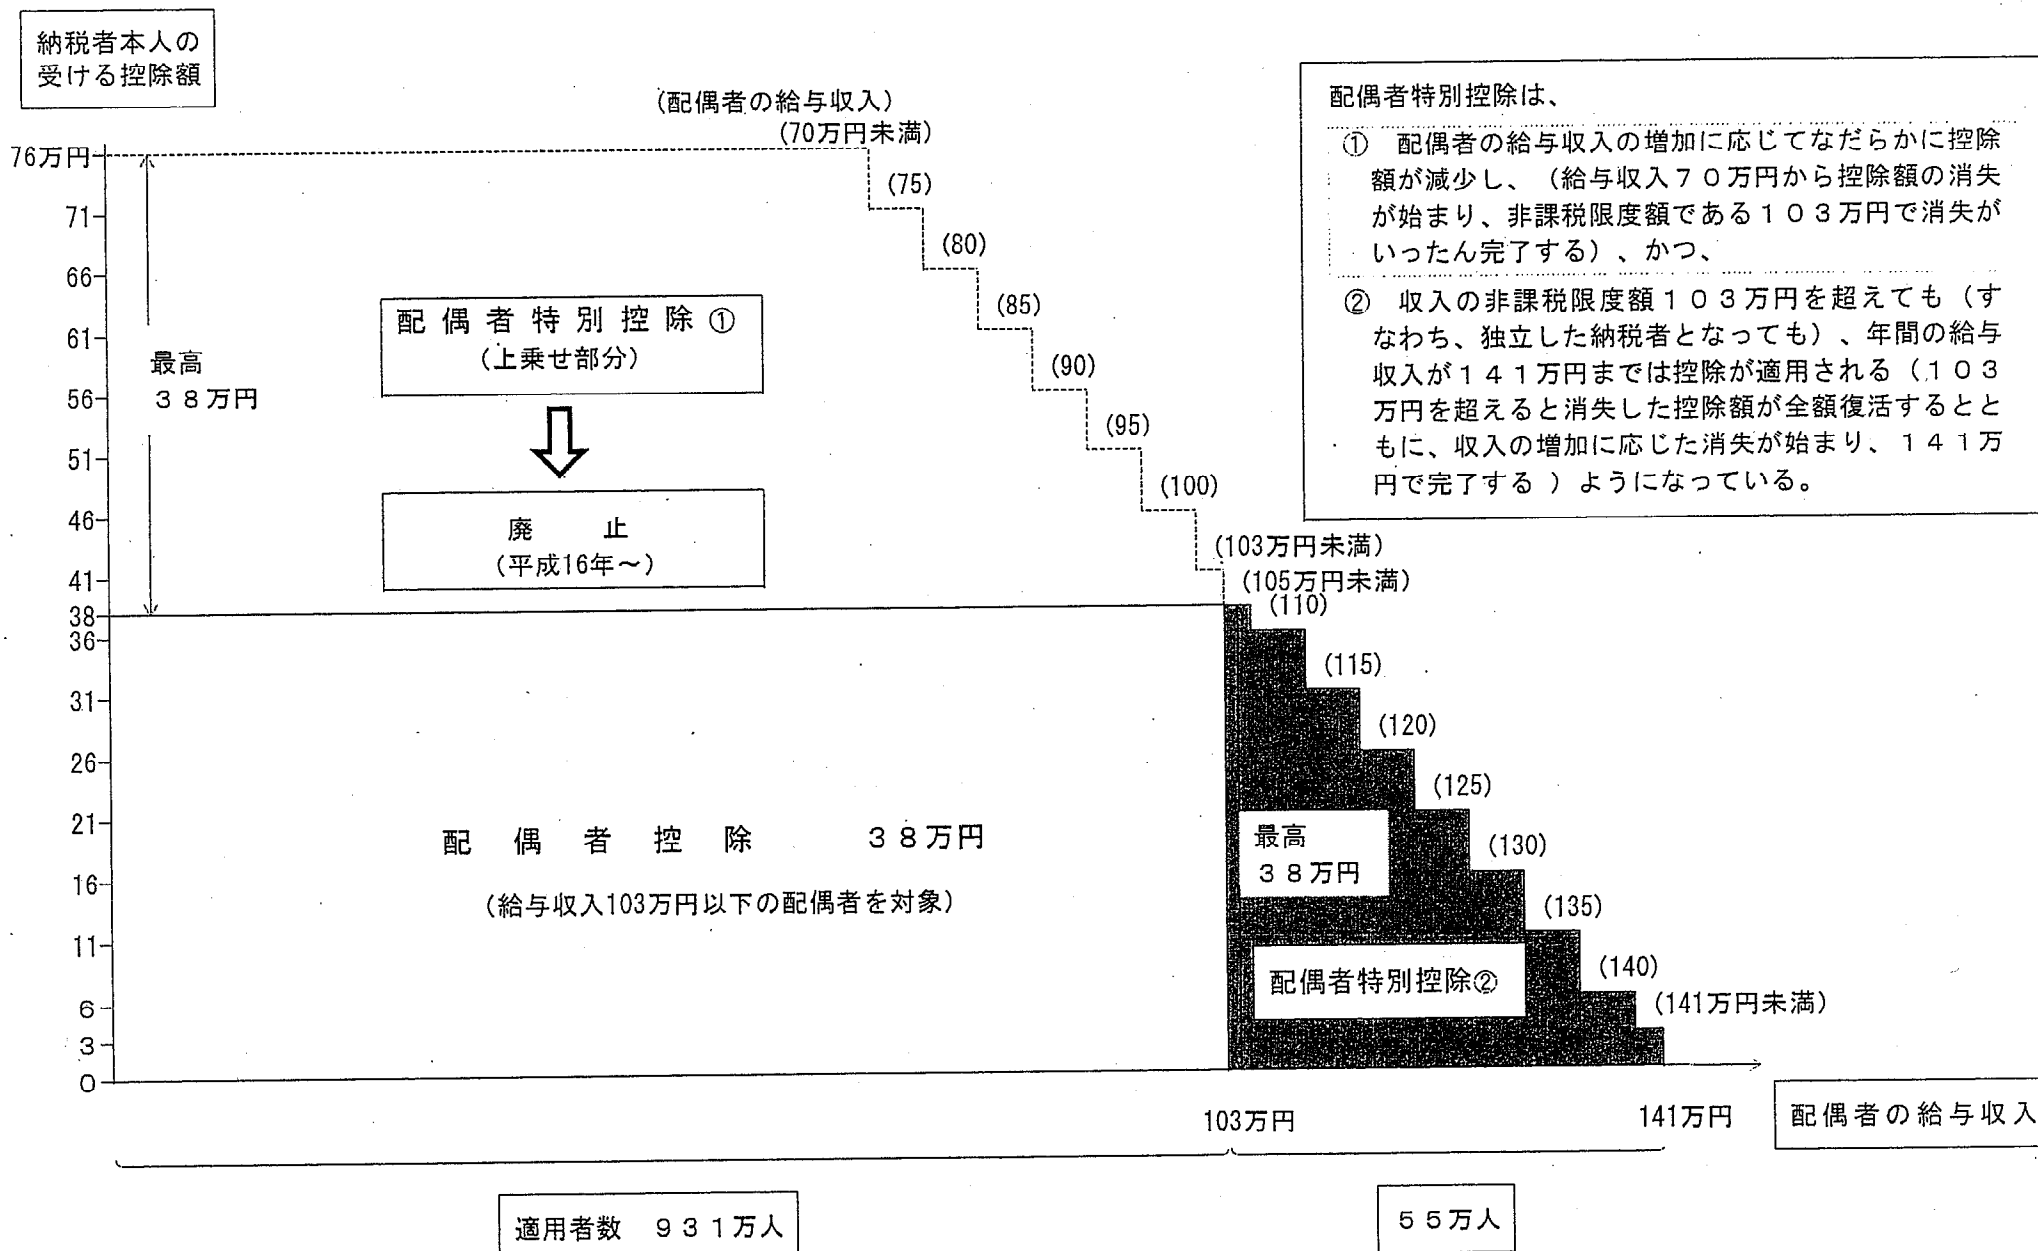 納税者本人の
受ける控除額
(配偶者の給与収入)
(70万円未満)
76万円
(75)
71
(80)
66
(85)
61
(90)
56
(95)
51
(100)
46
(103万円未満)
41
(105万円未満)
38
(110)
36
(115)
31
(120)
26
(125)
21
(130)
16
(135)
11
(140)
6
(141万円未満)
3
0
最高
38万円
配偶者特別控除①
(上乗せ部分)
廃 止
(平成16年~)
配偶者特別控除は、
① 配偶者の給与収入の増加に応じてなだらかに控除
額が減少し、(給与収入70万円から控除額の消失
が始まり、非課税限度額である103万円で消失が
いったん完了する)、かつ、
② 収入の非課税限度額103万円を超えても(す
なわち、独立した納税者となっても)、年間の給与
収入が141万円までは控除が適用される(103
万円を超えると消失した控除額が全額復活するとと
もに、収入の増加に応じた消失が始まり、141万
円で完了する )ようになっている。
配 偶 者 控 除 38万円
(給与収入103万円以下の配偶者を対象)
最高
38万円
配偶者特別控除②
103万円
141万円
配偶者の給与収入
適用者数 931万人
55万人